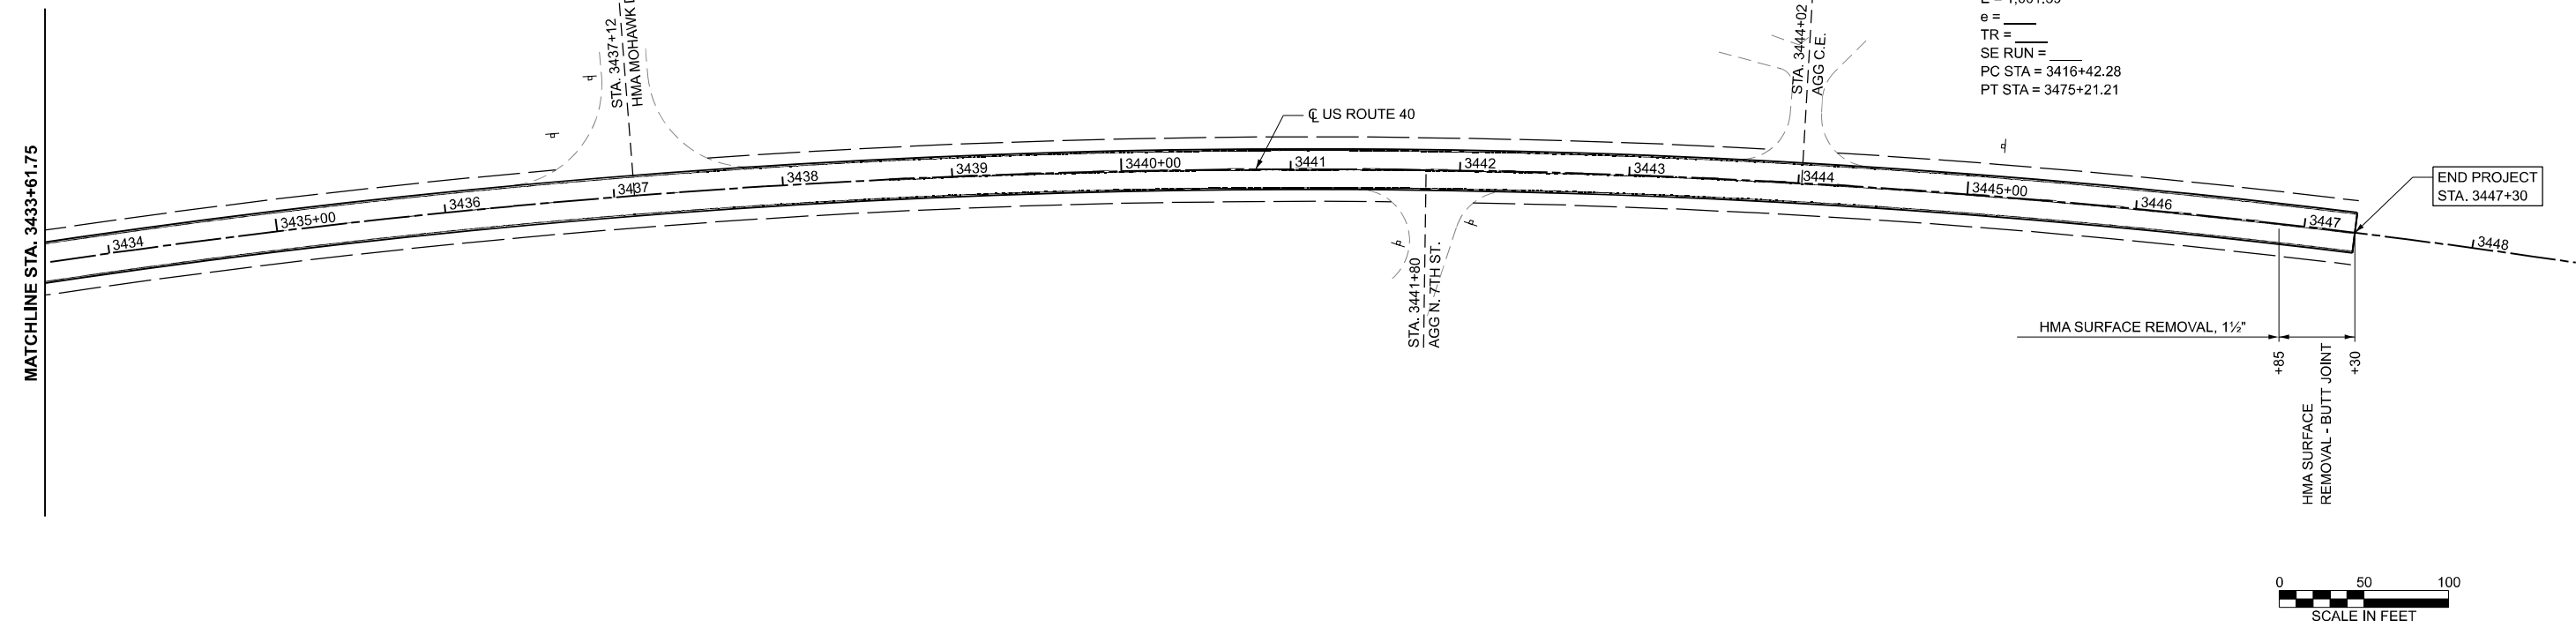 e = ____
TR = ____
SE RUN = ____
PC STA = 3416+42.28
PT STA = 3475+21.21
STA. 3437+12
HMA MOHAWK
STA. 3444+02
AGG C.E.
℄ US ROUTE 40
MATCHLINE STA. 3433+61.75
3434
3435+00
3436
3437
3438
3439
3440+00
3441
3442
3443
3444
3445+00
3446
3447
3448
END PROJECT
STA. 3447+30
STA. 3441+80
AGG N. 7TH ST.
HMA SURFACE REMOVAL, 1½"
+85
+30
HMA SURFACE
REMOVAL - BUTT JOINT
0 50 100
SCALE IN FEET